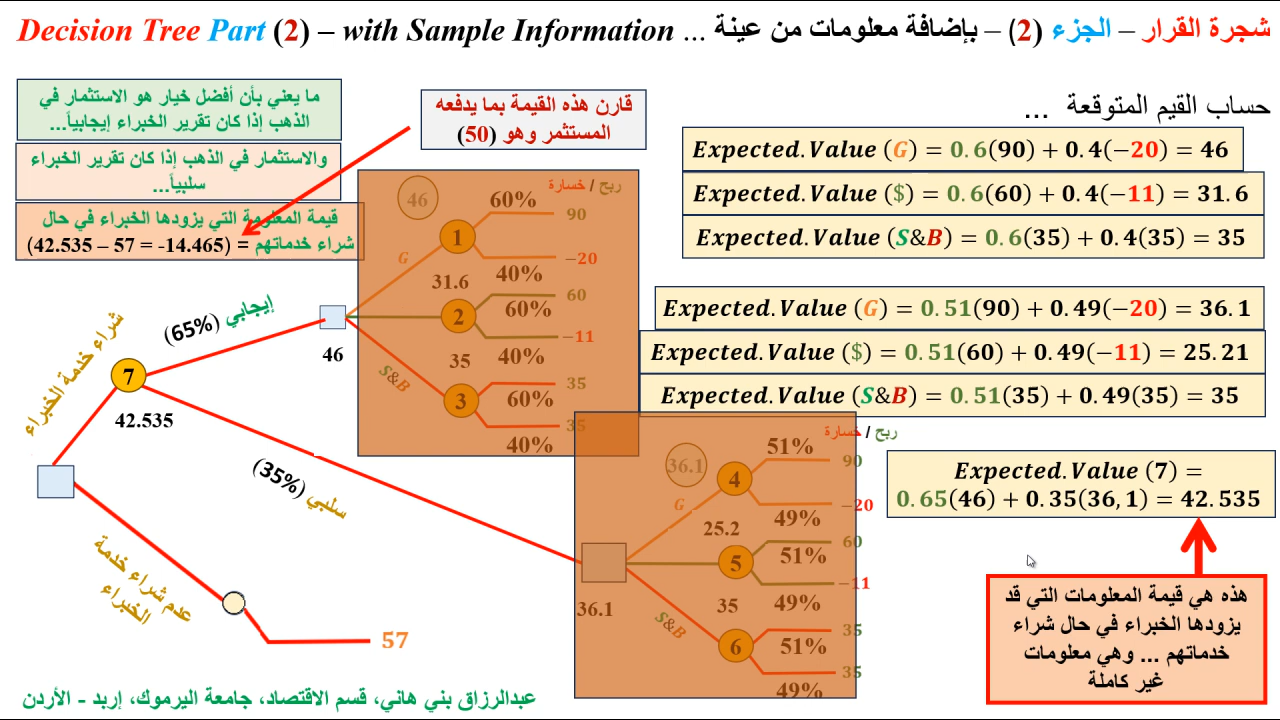 Decision Tree Part (2) – with Sample Information ... شجرة القرار – الجزء (2) – بإضافة معلومات من عينة
ما يعني بأن أفضل خيار هو الاستثمار في
الذهب إذا كان تقرير الخبراء إيجابياً...
والاستثمار في الذهب إذا كان تقرير الخبراء
سلبياً...
قيمة المعلومة التي يزودها الخبراء في حال
شراء خدماتهم = (42.535 – 57 = -14.465)
قارن هذه القيمة بما يدفعه
المستثمر وهو (50)
حساب القيم المتوقعة ...
Expected.Value (G) = 0.6(90) + 0.4(−20) = 46
Expected.Value ($) = 0.6(60) + 0.4(−11) = 31.6
Expected.Value (S&B) = 0.6(35) + 0.4(35) = 35
Expected.Value (G) = 0.51(90) + 0.49(−20) = 36.1
Expected.Value ($) = 0.51(60) + 0.49(−11) = 25.21
Expected.Value (S&B) = 0.51(35) + 0.49(35) = 35
Expected.Value (7) =
0.65(46) + 0.35(36,1) = 42.535
هذه هي قيمة المعلومات التي قد
يزودها الخبراء في حال شراء
خدماتهم ... وهي معلومات
غير كاملة
ربح / خسارة
46
60%
90
1
G
−20
31.6
40%
60
60%
2
−11
35
40%
S&B
35
3
60%
35
40%
إيجابي (65%)
46
شراء خدمة الخبراء
7
42.535
سلبي (35%)
عدم شراء خدمة
الخبراء
57
ربح / خسارة
51%
36.1
90
4
G
−20
49%
25.2
60
51%
5
−11
49%
36.1
35
S&B
35
6
51%
35
49%
عبدالرزاق بني هاني، قسم الاقتصاد، جامعة اليرموك، إربد - الأردن